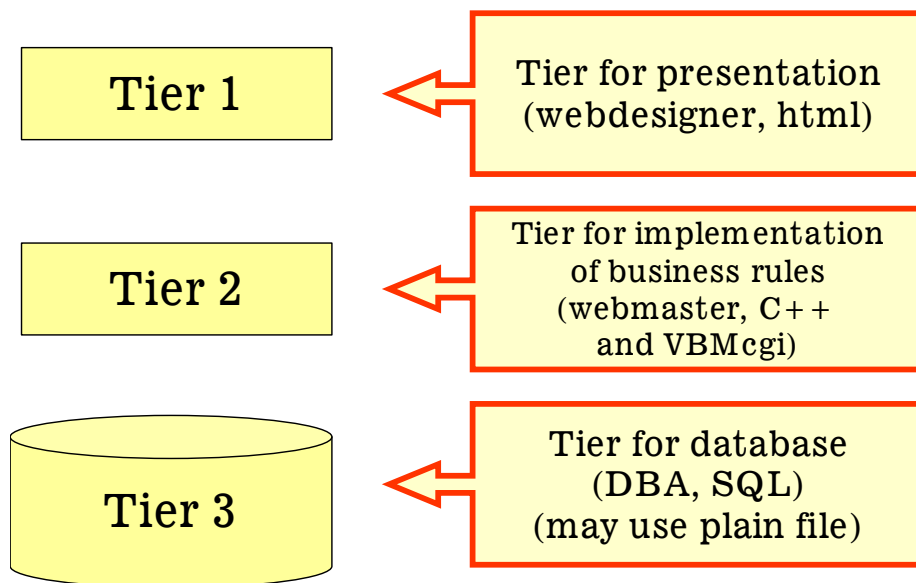 Tier 1
Tier for presentation
(webdesigner, html)
Tier 2
Tier for implementation
of business rules
(webmaster, C++
and VBMcgi)
Tier 3
Tier for database
(DBA, SQL)
(may use plain file)